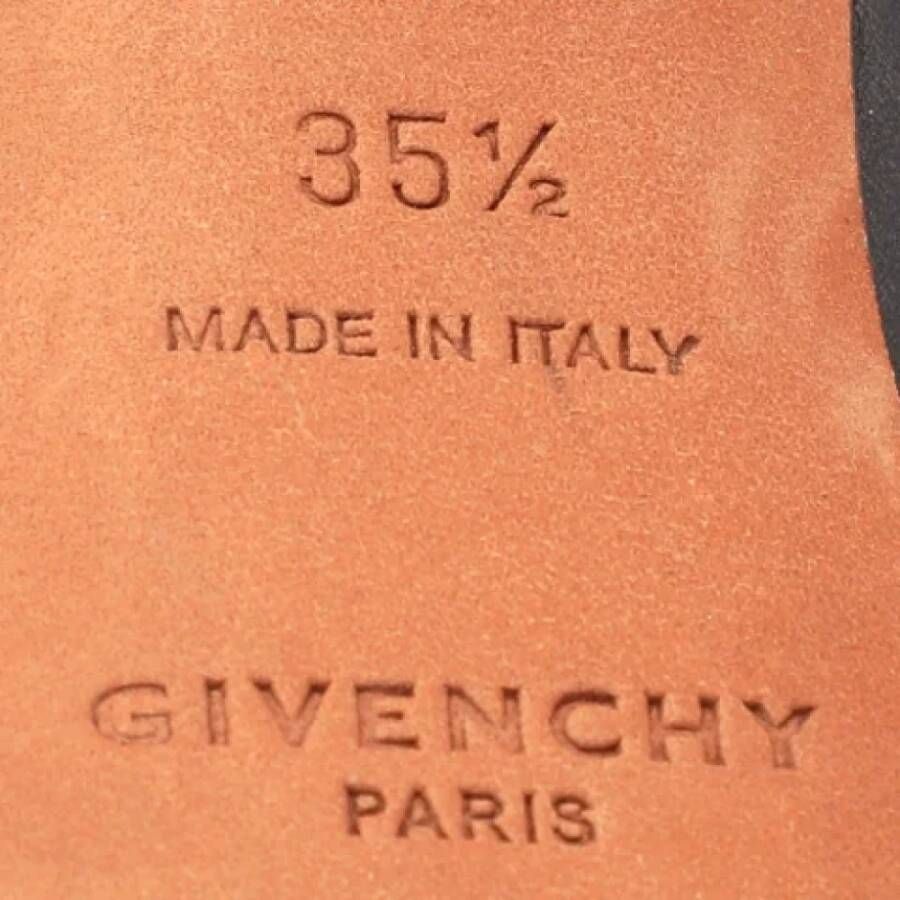 35½
MADE IN ITALY
GIVENCHY
PARIS